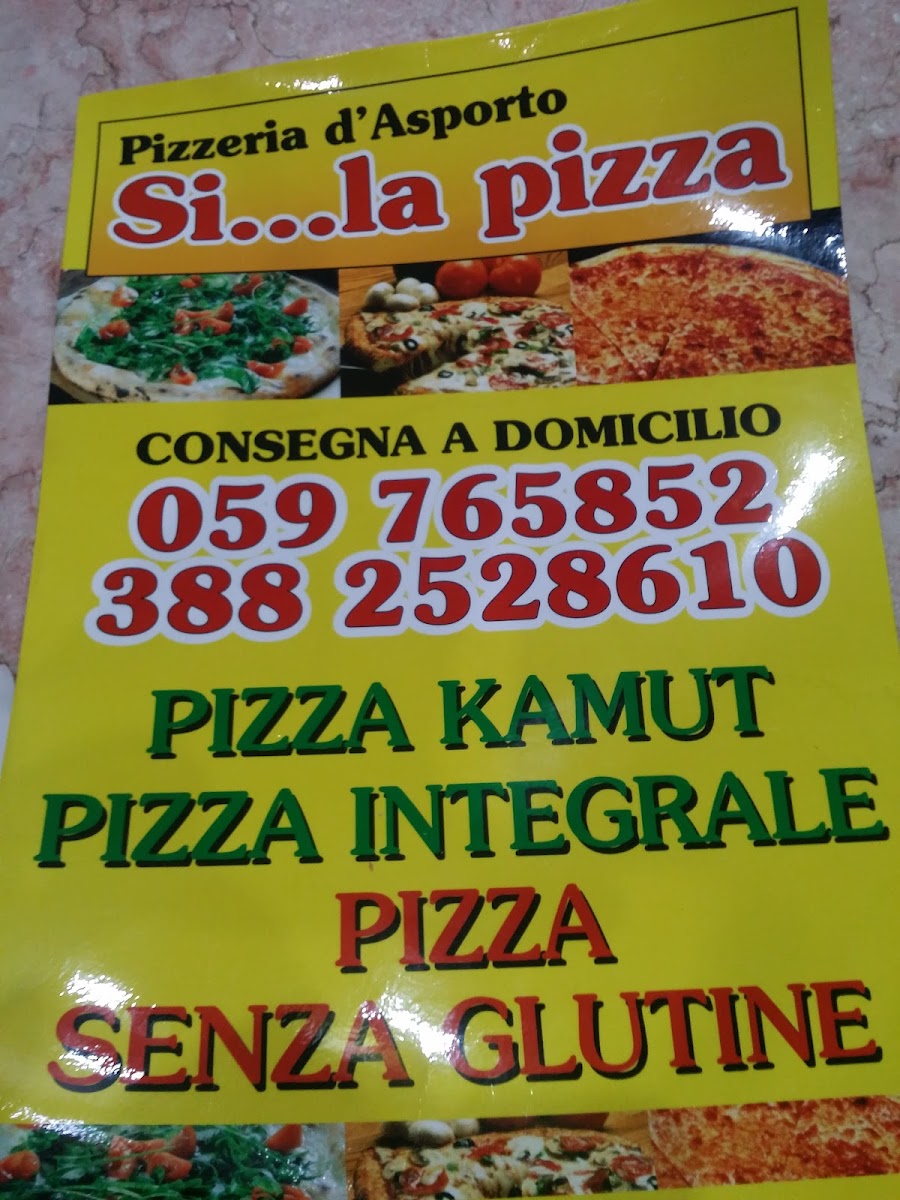 Pizzeria d'Asporto
Si...la pizza
CONSEGNA A DOMICILIO
059 765852
388 2528610
PIZZA KAMUT
PIZZA INTEGRALE
PIZZA
SENZA GLUTINE